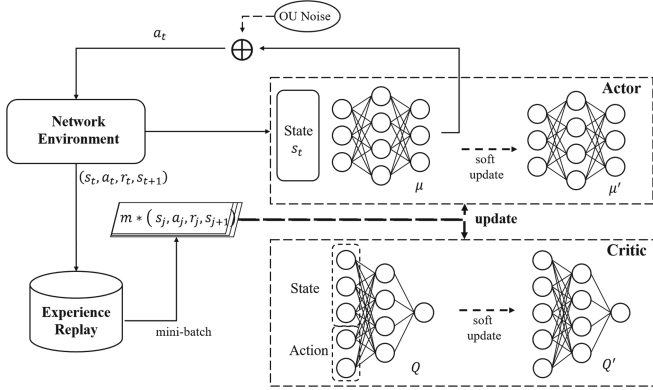 OU Noise
a_t
Network
Environment
(s_t, a_t, r_t, s_{t+1})
Actor
State
s_t
μ
soft
update
μ′
m * (s_j, a_j, r_j, s_{j+1})
update
Critic
Experience
Replay
mini-batch
State
Action
Q
soft
update
Q′